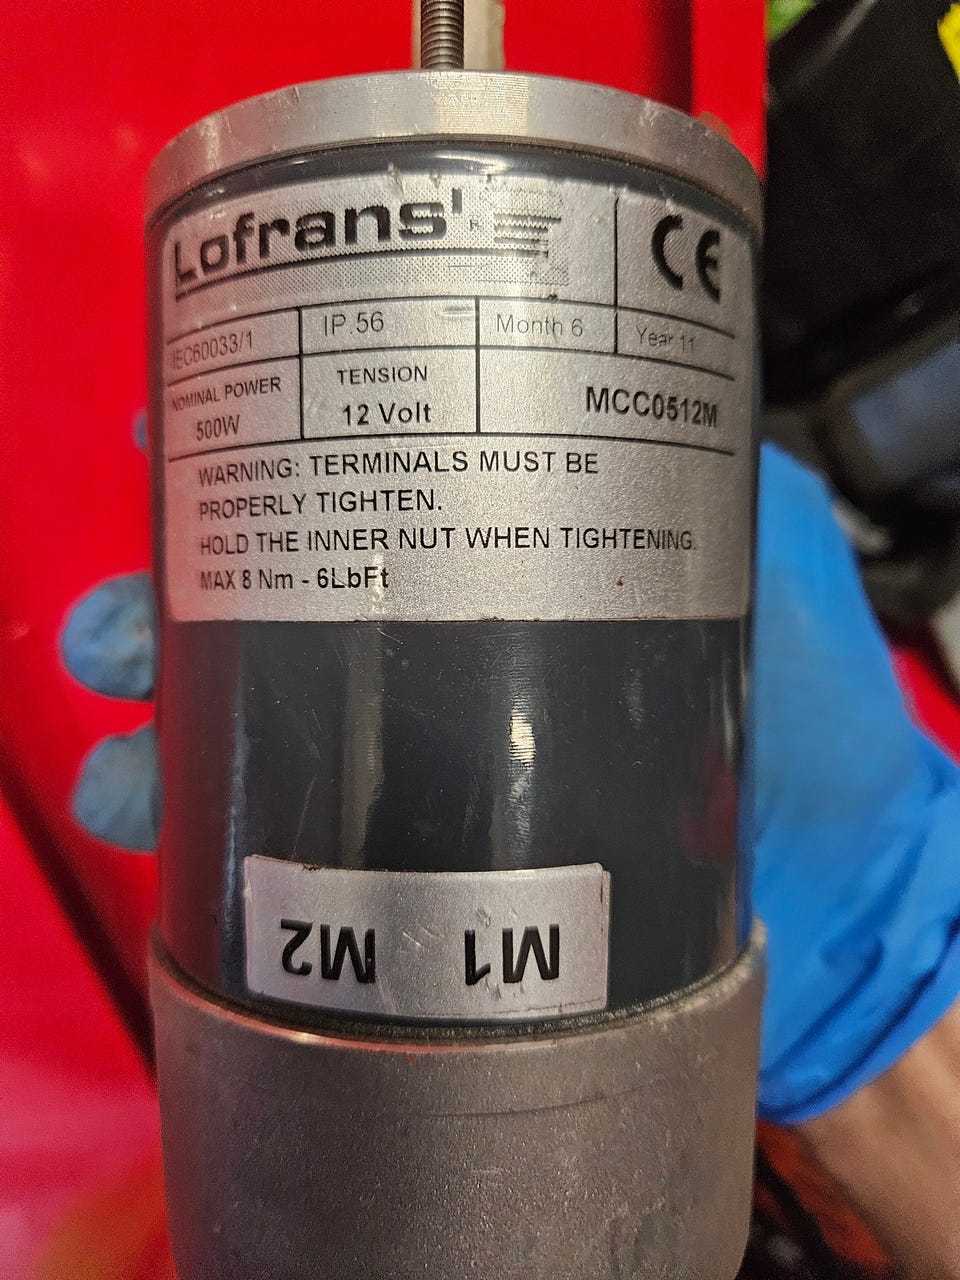 Lofrans' R
CE
IEC60033/1 IP.56 Month 6 Year 11
NOMINAL POWER
500W
TENSION
12 Volt
MCC0512M
WARNING: TERMINALS MUST BE
PROPERLY TIGHTEN.
HOLD THE INNER NUT WHEN TIGHTENING.
MAX 8 Nm - 6LbFt
M1 M2